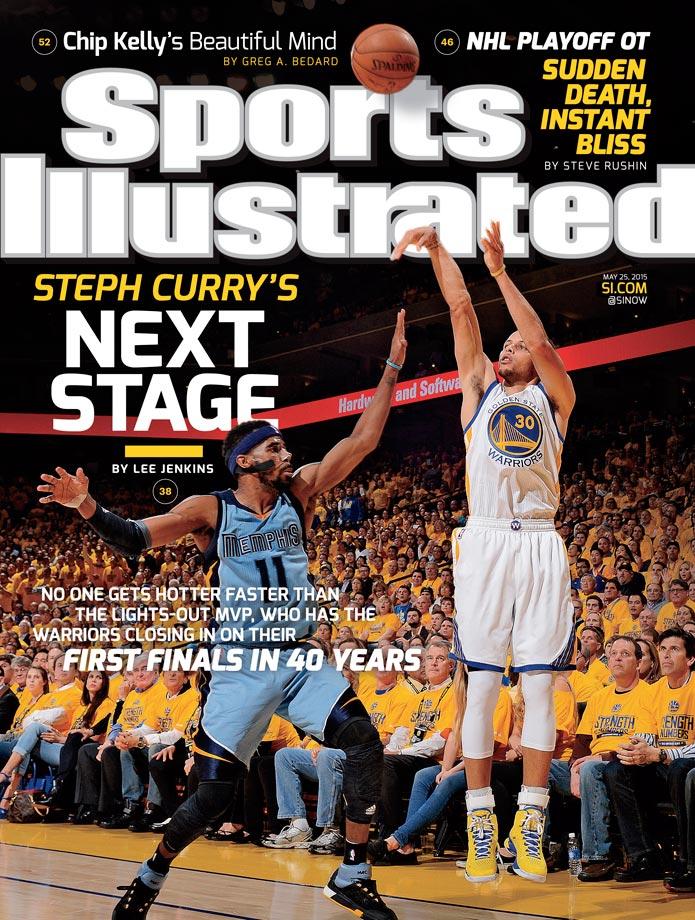 52 Chip Kelly's Beautiful Mind
BY GREG A. BEDARD
46 NHL PLAYOFF OT
SUDDEN
DEATH,
INSTANT
BLISS
BY STEVE RUSHIN
SPALDING
Sports
Illustrated
MAY 25, 2015
SI.COM
@SINOW
STEPH CURRY'S
NEXT
STAGE
BY LEE JENKINS
38
Hardware and Softwa
GOLDEN STATE
30
WARRIORS
W
MEMPHIS
11
NO ONE GETS HOTTER FASTER THAN
THE LIGHTS-OUT MVP, WHO HAS THE
WARRIORS CLOSING IN ON THEIR
FIRST FINALS IN 40 YEARS
STRENGTH
NUMBERS